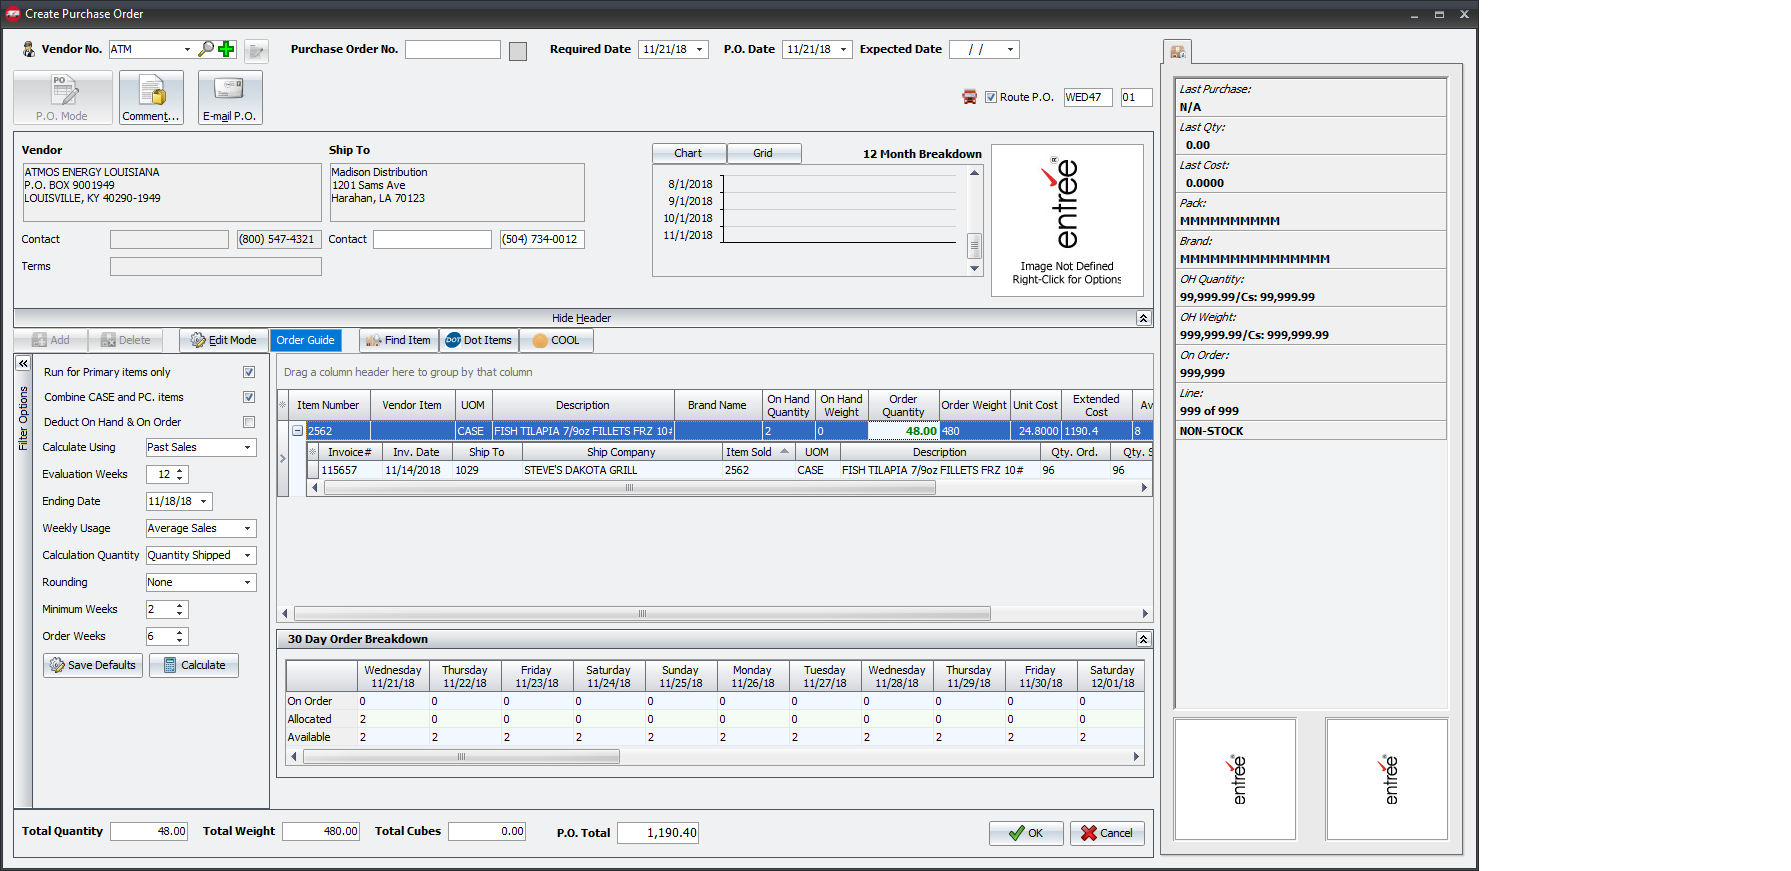 Create Purchase Order
Vendor No. ATM Purchase Order No. Required Date 11/21/18 P.O. Date 11/21/18 Expected Date / /
P.O. Mode Comment... E-mail P.O.
Route P.O. WED47 01
Vendor Ship To
ATMOS ENERGY LOUISIANA
P.O. BOX 9001949
LOUISVILLE, KY 40290-1949
Madison Distribution
1201 Sams Ave
Harahan, LA 70123
Contact (800) 547-4321 Contact (504) 734-0012
Terms
Chart Grid 12 Month Breakdown
8/1/2018
9/1/2018
10/1/2018
11/1/2018
entrée®
Image Not Defined
Right-Click for Options
Hide Header
Add Delete Edit Mode Order Guide Find Item DOT Dot Items COOL
Filter Options
Run for Primary items only
Combine CASE and PC. items
Deduct On Hand & On Order
Calculate Using Past Sales
Evaluation Weeks 12
Ending Date 11/18/18
Weekly Usage Average Sales
Calculation Quantity Quantity Shipped
Rounding None
Minimum Weeks 2
Order Weeks 6
Save Defaults Calculate
Drag a column header here to group by that column
Item Number Vendor Item UOM Description Brand Name On Hand Quantity On Hand Weight Order Quantity Order Weight Unit Cost Extended Cost Av
2562 CASE FISH TILAPIA 7/9oz FILLETS FRZ 10# 2 0 48.00 480 24.8000 1190.4 8
Invoice# Inv. Date Ship To Ship Company Item Sold UOM Description Qty. Ord. Qty. S
115657 11/14/2018 1029 STEVE'S DAKOTA GRILL 2562 CASE FISH TILAPIA 7/9oz FILLETS FRZ 10# 96 96
30 Day Order Breakdown
Wednesday 11/21/18 Thursday 11/22/18 Friday 11/23/18 Saturday 11/24/18 Sunday 11/25/18 Monday 11/26/18 Tuesday 11/27/18 Wednesday 11/28/18 Thursday 11/29/18 Friday 11/30/18 Saturday 12/01/18
On Order 0 0 0 0 0 0 0 0 0 0 0
Allocated 2 0 0 0 0 0 0 0 0 0 0
Available 2 2 2 2 2 2 2 2 2 2 2
Total Quantity 48.00 Total Weight 480.00 Total Cubes 0.00 P.O. Total 1,190.40 OK Cancel
Last Purchase:
N/A
Last Qty:
0.00
Last Cost:
0.0000
Pack:
MMMMMMMMMM
Brand:
MMMMMMMMMMMMMMM
OH Quantity:
99,999.99/Cs: 99,999.99
OH Weight:
999,999.99/Cs: 999,999.99
On Order:
999,999
Line:
999 of 999
NON-STOCK
entrée® entrée®